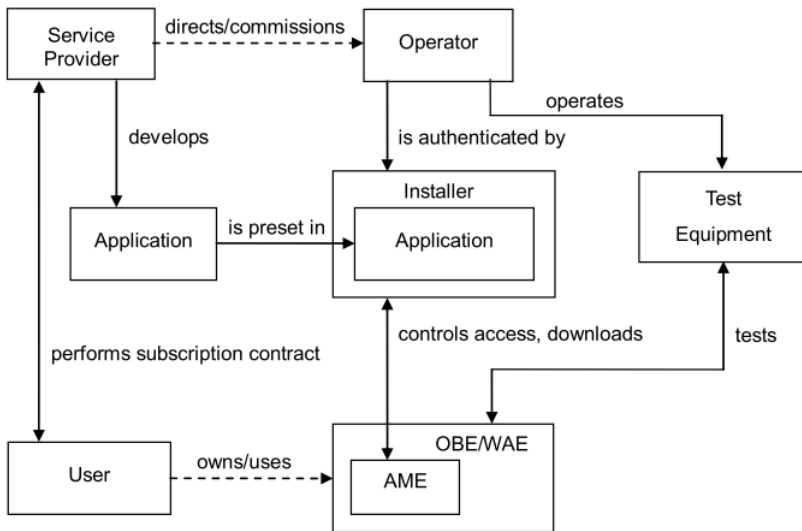 Service
Provider
directs/commissions
Operator
operates
develops
is authenticated by
Installer
Test
Equipment
Application
is preset in
Application
performs subscription contract
controls access, downloads
tests
OBE/WAE
User
owns/uses
AME